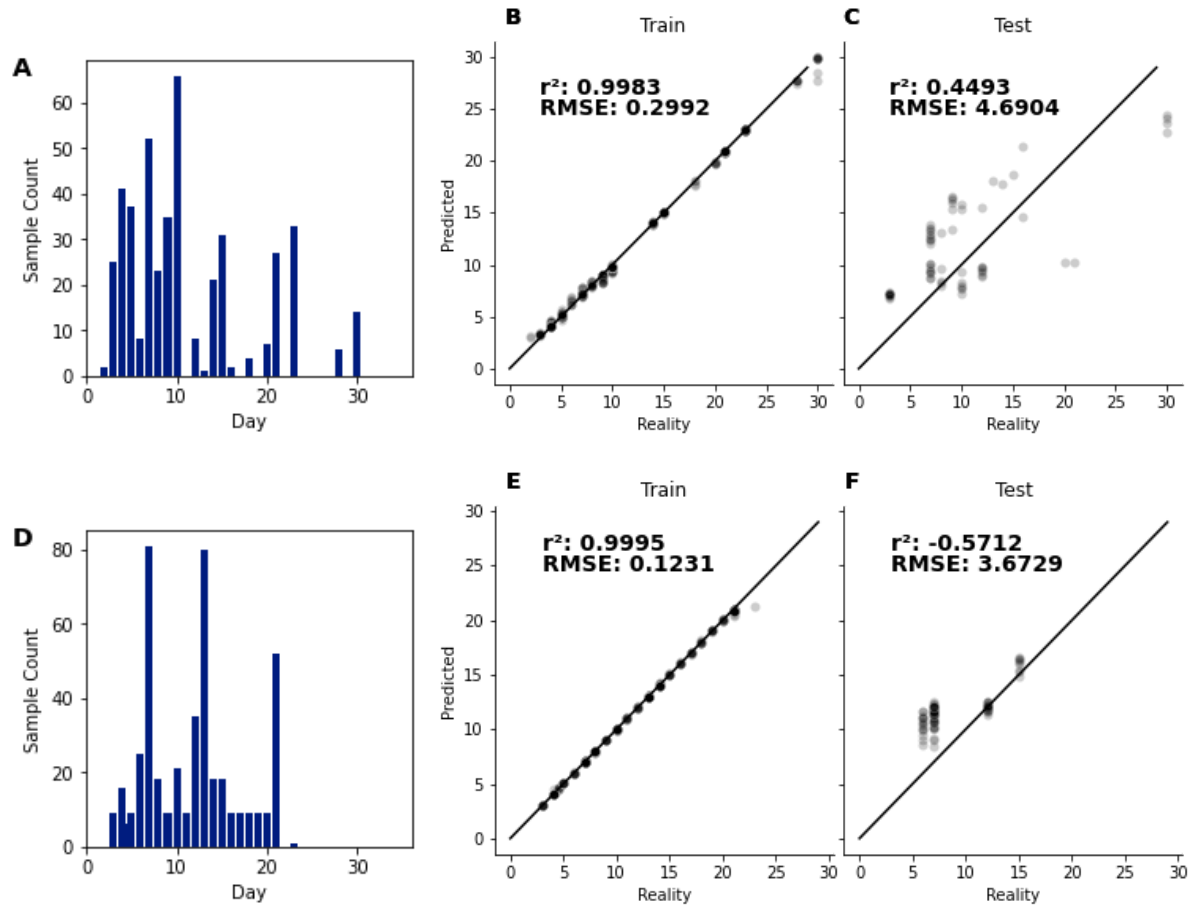 A
Sample Count
60
50
40
30
20
10
0
0 10 20 30
Day
B
Train
r²: 0.9983
RMSE: 0.2992
Predicted
30
25
20
15
10
5
0
0 5 10 15 20 25 30
Reality
C
Test
r²: 0.4493
RMSE: 4.6904
0 5 10 15 20 25 30
Reality
D
Sample Count
80
60
40
20
0
0 10 20 30
Day
E
Train
r²: 0.9995
RMSE: 0.1231
Predicted
30
25
20
15
10
5
0
0 5 10 15 20 25 30
Reality
F
Test
r²: -0.5712
RMSE: 3.6729
0 5 10 15 20 25 30
Reality